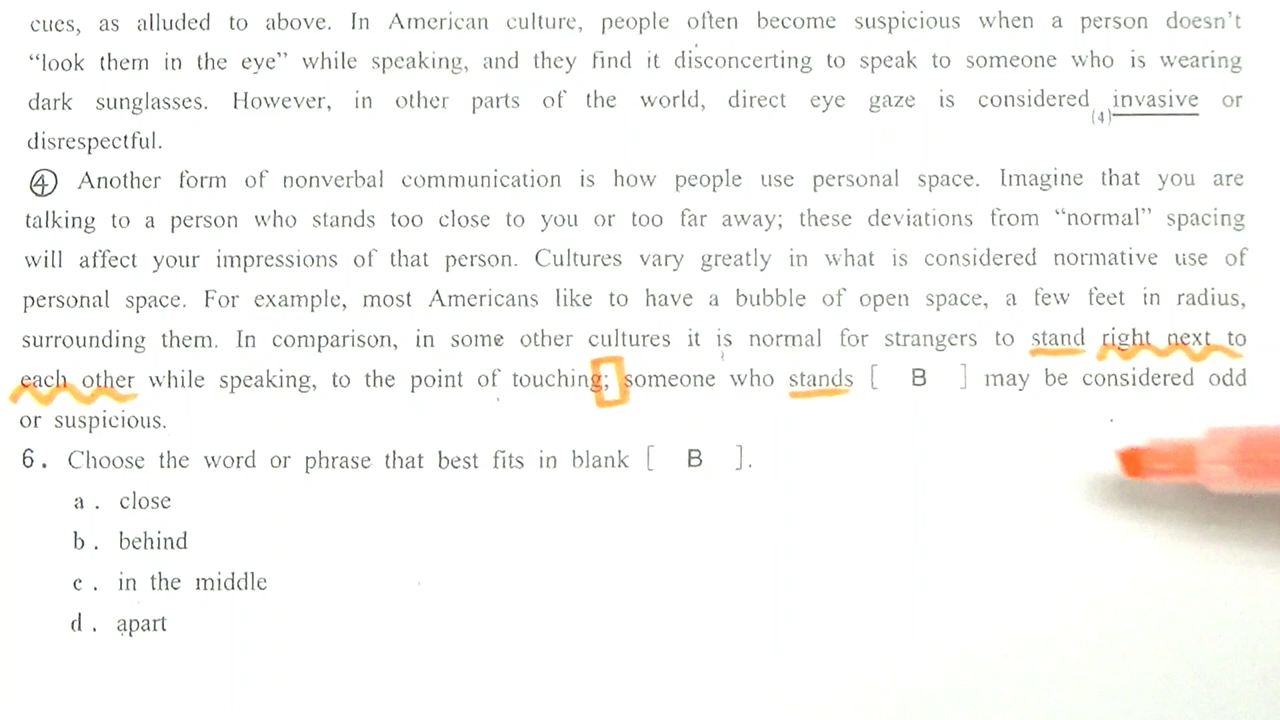 cues, as alluded to above. In American culture, people often become suspicious when a person doesn't
“look them in the eye” while speaking, and they find it disconcerting to speak to someone who is wearing
dark sunglasses. However, in other parts of the world, direct eye gaze is considered (4)invasive or
disrespectful.
④ Another form of nonverbal communication is how people use personal space. Imagine that you are
talking to a person who stands too close to you or too far away; these deviations from “normal” spacing
will affect your impressions of that person. Cultures vary greatly in what is considered normative use of
personal space. For example, most Americans like to have a bubble of open space, a few feet in radius,
surrounding them. In comparison, in some other cultures it is normal for strangers to stand right next to
each other while speaking, to the point of touching; someone who stands [ B ] may be considered odd
or suspicious.
6. Choose the word or phrase that best fits in blank [ B ].
a. close
b. behind
c. in the middle
d. apart